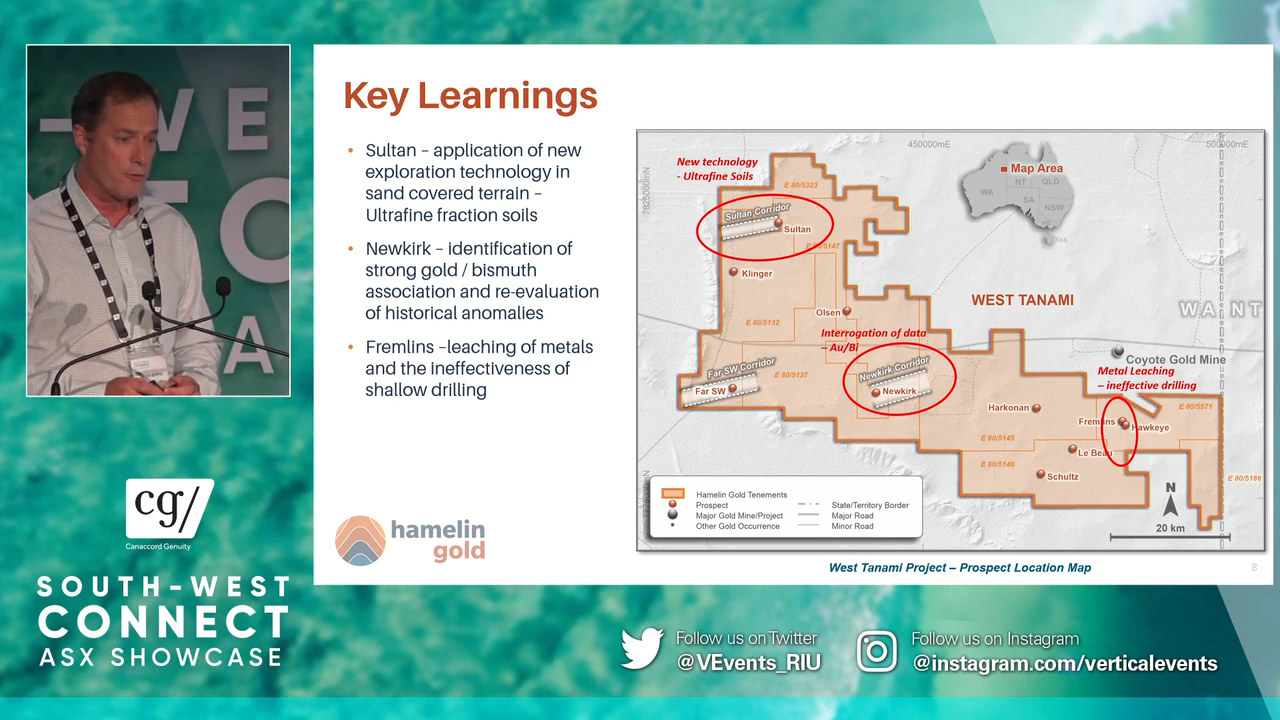 WE
TO
A
cg/
Canaccord Genuity
SOUTH-WEST
CONNECT
ASX SHOWCASE
Key Learnings
• Sultan – application of new
exploration technology in
sand covered terrain –
Ultrafine fraction soils
• Newkirk – identification of
strong gold / bismuth
association and re-evaluation
of historical anomalies
• Fremlins –leaching of metals
and the ineffectiveness of
shallow drilling
hamelin
gold
450000mE
500000mE
7825000mN
New technology
- Ultrafine Soils
E 80/5323
Sultan Corridor
Sultan
E 80/5147
Klinger
Olsen
E 80/5132
Interrogation of data
– Au/Bi
Far SW Corridor
Far SW
E 80/5137
Newkirk Corridor
Newkirk
Map Area
WA
NT
QLD
SA
NSW
VIC
TAS
WEST TANAMI
WA NT
Coyote Gold Mine
Metal Leaching
– ineffective drilling
E 80/5571
Harkonan
Fremlins
Hawkeye
E 80/5145
Le Beau
E 80/5146
Schultz
E 80/5186
N
20 km
Hamelin Gold Tenements
Prospect
Major Gold Mine/Project
Other Gold Occurrence
State/Territory Border
Major Road
Minor Road
West Tanami Project – Prospect Location Map
8
Follow us on Twitter
@VEvents_RIU
Follow us on Instagram
@instagram.com/verticalevents